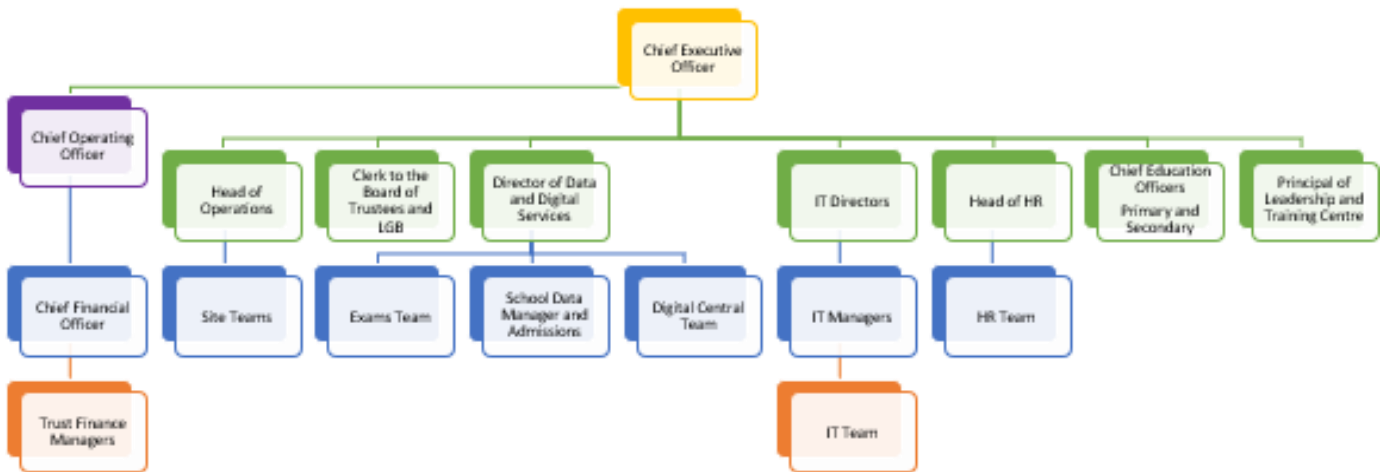 Chief Executive
Officer
Chief Operating
Officer
Head of
Operations
Clerk to the
Board of
Trustees and
LGB
Director of Data
and Digital
Services
IT Directors
Head of HR
Chief Education
Officers
Primary and
Secondary
Principal of
Leadership and
Training Centre
Chief Financial
Officer
Site Teams
Exams Team
School Data
Manager and
Admissions
Digital Central
Team
IT Managers
HR Team
Trust Finance
Managers
IT Team